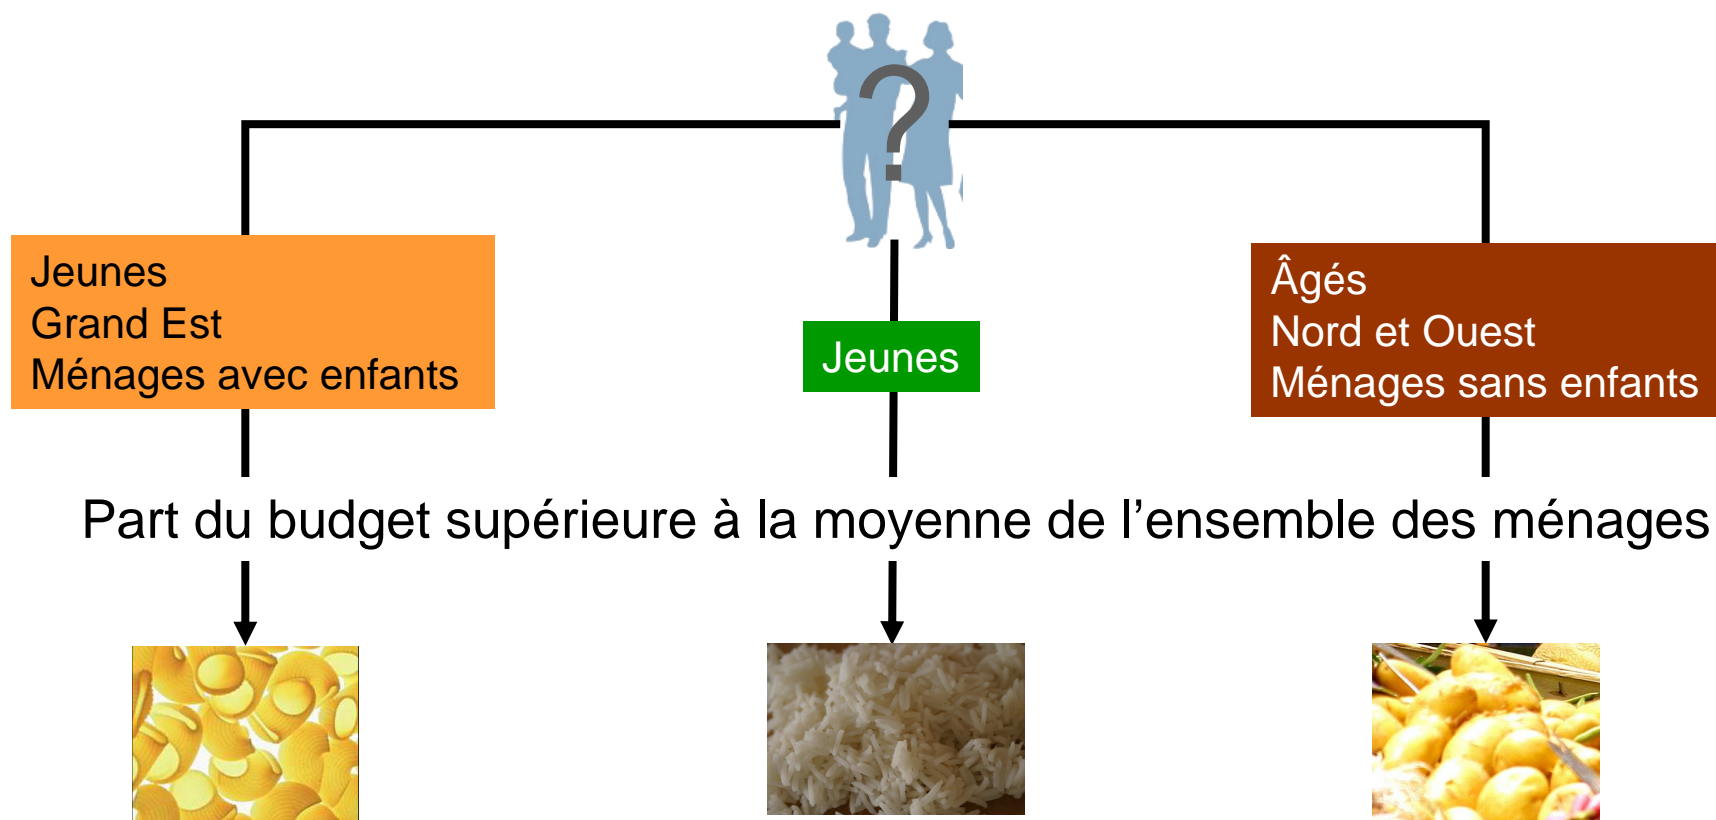 ?
Jeunes
Grand Est
Ménages avec enfants
Jeunes
Âgés
Nord et Ouest
Ménages sans enfants
Part du budget supérieure à la moyenne de l’ensemble des ménages